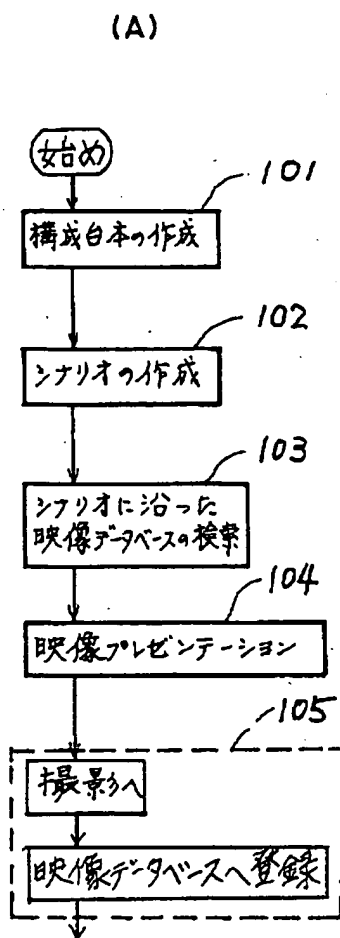 (A)
始め
101
構成台本の作成
102
シナリオの作成
103
シナリオに沿った
映像データベースの検索
104
映像プレゼンテーション
105
撮影へ
映像データベースへ登録